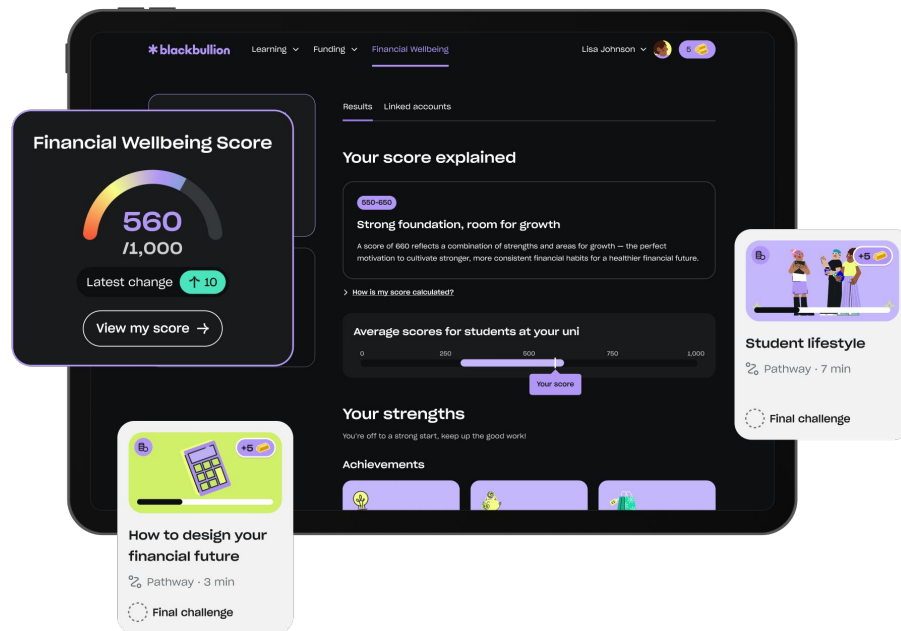 blackbullion
Learning
Funding
Financial Wellbeing
Lisa Johnson
5
Financial Wellbeing Score
560
/1,000
Latest change ↑ 10
View my score →
Results
Linked accounts
Your score explained
550-650
Strong foundation, room for growth
A score of 660 reflects a combination of strengths and areas for growth — the perfect
motivation to cultivate stronger, more consistent financial habits for a healthier financial future.
How is my score calculated?
Average scores for students at your uni
0 250 500 750 1,000
Your score
Your strengths
You're off to a strong start, keep up the good work!
Achievements
+5
Student lifestyle
Pathway · 7 min
Final challenge
+5
How to design your
financial future
Pathway · 3 min
Final challenge